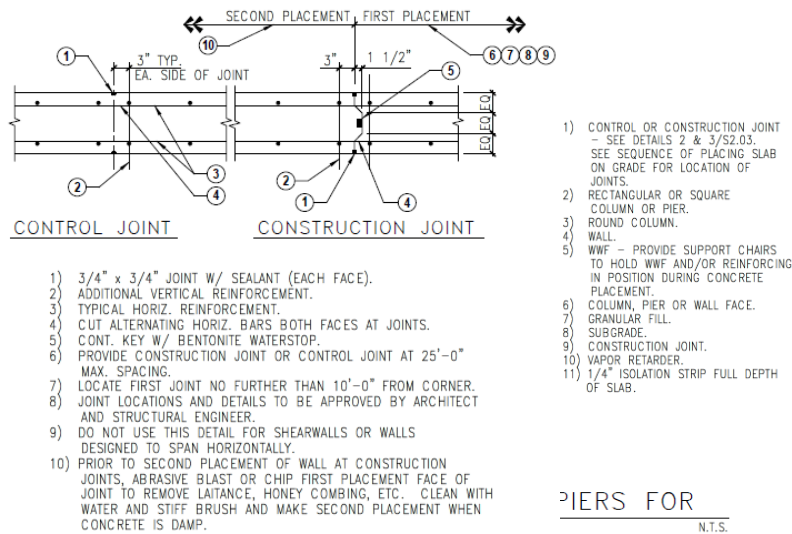 SECOND PLACEMENT FIRST PLACEMENT
10
6 7 8 9
1
3" TYP.
EA. SIDE OF JOINT
3"
1 1/2"
5
EQ EQ EQ
2
3
4
2
1
4
CONTROL JOINT
CONSTRUCTION JOINT
1) 3/4" x 3/4" JOINT W/ SEALANT (EACH FACE).
2) ADDITIONAL VERTICAL REINFORCEMENT.
3) TYPICAL HORIZ. REINFORCEMENT.
4) CUT ALTERNATING HORIZ. BARS BOTH FACES AT JOINTS.
5) CONT. KEY W/ BENTONITE WATERSTOP.
6) PROVIDE CONSTRUCTION JOINT OR CONTROL JOINT AT 25'-0"
MAX. SPACING.
7) LOCATE FIRST JOINT NO FURTHER THAN 10'-0" FROM CORNER.
8) JOINT LOCATIONS AND DETAILS TO BE APPROVED BY ARCHITECT
AND STRUCTURAL ENGINEER.
9) DO NOT USE THIS DETAIL FOR SHEARWALLS OR WALLS
DESIGNED TO SPAN HORIZONTALLY.
10) PRIOR TO SECOND PLACEMENT OF WALL AT CONSTRUCTION
JOINTS, ABRASIVE BLAST OR CHIP FIRST PLACEMENT FACE OF
JOINT TO REMOVE LAITANCE, HONEY COMBING, ETC. CLEAN WITH
WATER AND STIFF BRUSH AND MAKE SECOND PLACEMENT WHEN
CONCRETE IS DAMP.
1) CONTROL OR CONSTRUCTION JOINT
– SEE DETAILS 2 & 3/S2.03.
SEE SEQUENCE OF PLACING SLAB
ON GRADE FOR LOCATION OF
JOINTS.
2) RECTANGULAR OR SQUARE
COLUMN OR PIER.
3) ROUND COLUMN.
4) WALL.
5) WWF – PROVIDE SUPPORT CHAIRS
TO HOLD WWF AND/OR REINFORCING
IN POSITION DURING CONCRETE
PLACEMENT.
6) COLUMN, PIER OR WALL FACE.
7) GRANULAR FILL.
8) SUBGRADE.
9) CONSTRUCTION JOINT.
10) VAPOR RETARDER.
11) 1/4" ISOLATION STRIP FULL DEPTH
OF SLAB.
PIERS FOR
N.T.S.